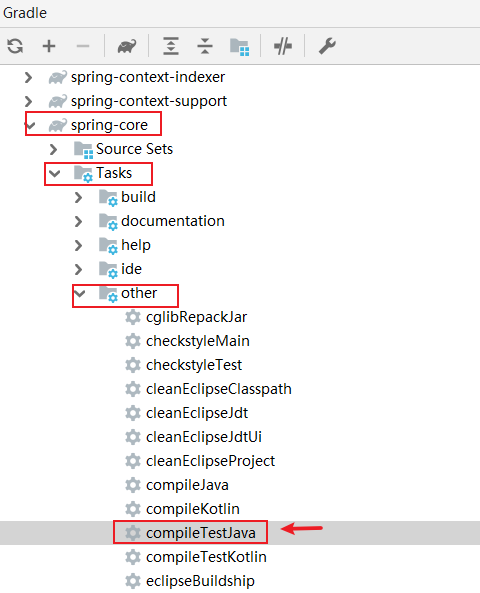 Gradle
spring-context-indexer
spring-context-support
spring-core
Source Sets
Tasks
build
documentation
help
ide
other
cglibRepackJar
checkstyleMain
checkstyleTest
cleanEclipseClasspath
cleanEclipseJdt
cleanEclipseJdtUi
cleanEclipseProject
compileJava
compileKotlin
compileTestJava
compileTestKotlin
eclipseBuildship